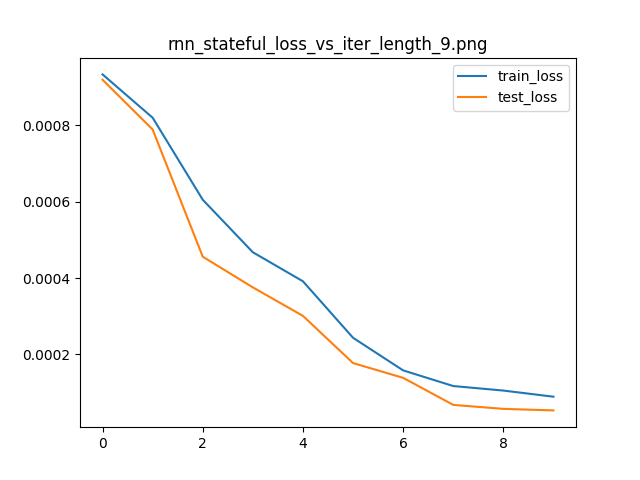 rnn_stateful_loss_vs_iter_length_9.png
train_loss
test_loss
0.0008
0.0006
0.0004
0.0002
0 2 4 6 8